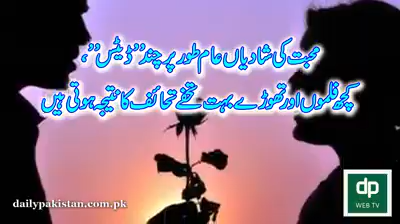 محبت کی شادیاں عام طور پر چند ’’ڈیٹس‘‘،
کچھ فلموں اور تھوڑے بہت تحفے تحائف کا نتیجہ ہوتی ہیں
dailypakistan.com.pk
dp
WEB TV